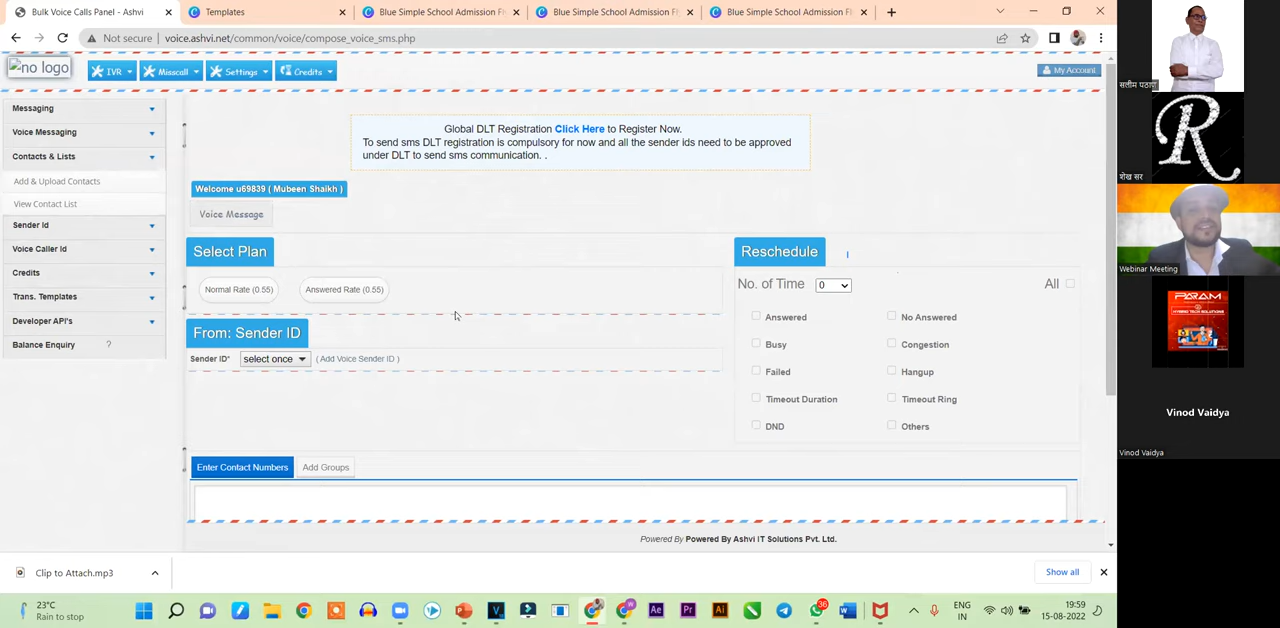 Bulk Voice Calls Panel - Ashvi
Templates
Blue Simple School Admission Fl
Blue Simple School Admission Fl
Blue Simple School Admission Fl
Not secure
voice.ashvi.net/common/voice/compose_voice_sms.php
no logo
IVR
Misscall
Settings
Credits
My Account
Messaging
Voice Messaging
Contacts & Lists
Add & Upload Contacts
View Contact List
Sender Id
Voice Caller Id
Credits
Trans. Templates
Developer API's
Balance Enquiry ?
Global DLT Registration Click Here to Register Now.
To send sms DLT registration is compulsory for now and all the sender ids need to be approved
under DLT to send sms communication. .
Welcome u69839 ( Mubeen Shaikh )
Voice Message
Select Plan
Normal Rate (0.55)
Answered Rate (0.55)
From: Sender ID
Sender ID* select once ( Add Voice Sender ID )
Reschedule
No. of Time 0 All
Answered
No Answered
Busy
Congestion
Failed
Hangup
Timeout Duration
Timeout Ring
DND
Others
Enter Contact Numbers
Add Groups
Powered By Powered By Ashvi IT Solutions Pvt. Ltd.
Clip to Attach.mp3
Show all
23°C
Rain to stop
36
ENG
IN
19:59
15-08-2022
सतीम पठाण
R
शेख सर
Webinar Meeting
PARAM
HYBRID TECH SOLUTIONS
Vinod Vaidya
Vinod Vaidya